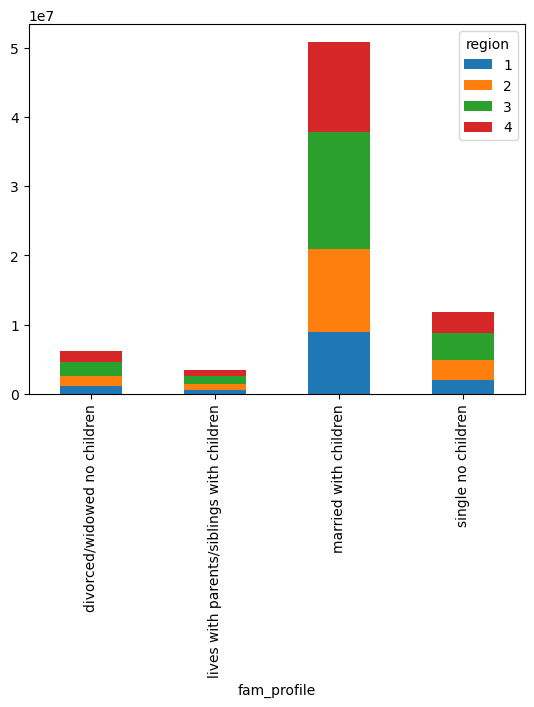 1e7
5
4
3
2
1
0
region
1
2
3
4
divorced/widowed no children
lives with parents/siblings with children
married with children
single no children
fam_profile